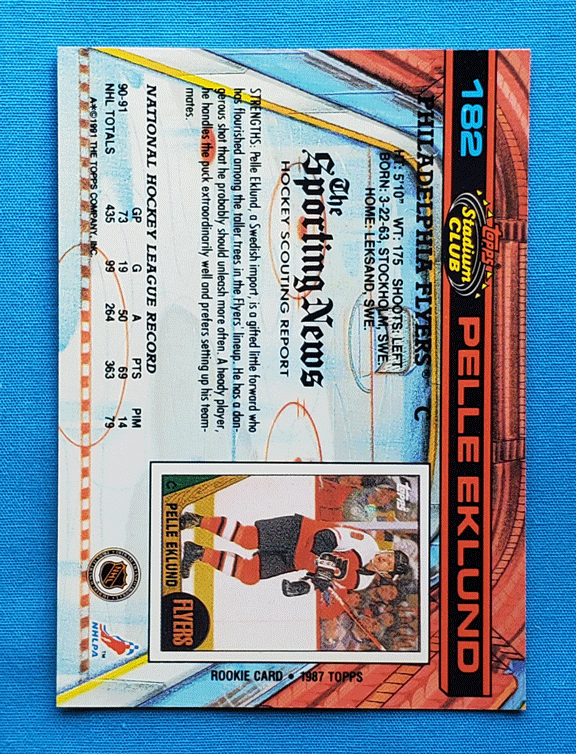 182
Topps
Stadium
CLUB
PELLE EKLUND
PHILADELPHIA FLYERS • C
HT: 5'10" WT: 175 SHOOTS: LEFT
BORN: 3-22-63, STOCKHOLM, SWE.
HOME: LEKSAND, SWE.
The
Sporting News
HOCKEY SCOUTING REPORT
STRENGTHS: Pelle Eklund, a Swedish import, is a gifted little forward who
has flourished among the taller trees in the Flyers' lineup. He has a dan-
gerous shot that he probably should unleash more often. A heady player,
he handles the puck extraordinarily well and prefers setting up his team-
mates.
Topps
C PELLE EKLUND
FLYERS
ROOKIE CARD • 1987 TOPPS
NATIONAL HOCKEY LEAGUE RECORD
GP G A PTS PIM
90-91 73 19 50 69 14
NHL TOTALS 435 99 264 363 79
A*©1991 THE TOPPS COMPANY, INC.
NHL
NHLPA™